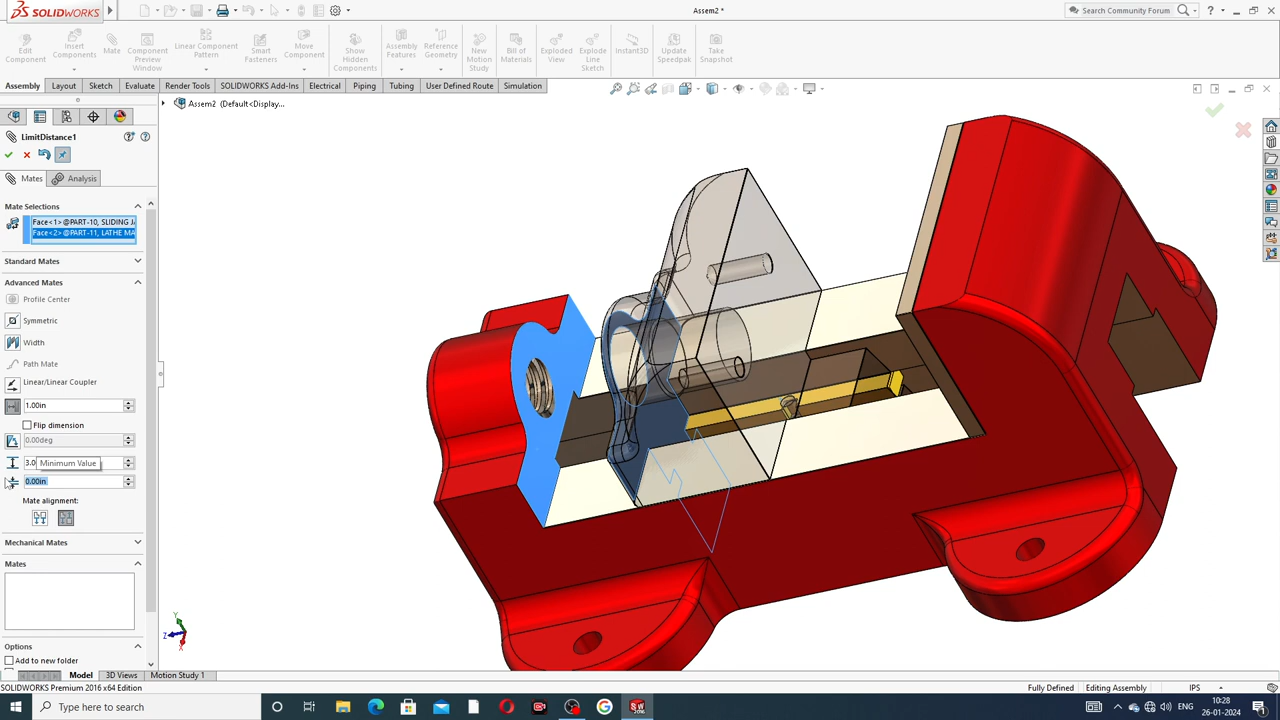 SOLIDWORKS
Assem2 *
Search Community Forum
Edit Component
Insert Components
Mate
Component Preview Window
Linear Component Pattern
Smart Fasteners
Move Component
Show Hidden Components
Assembly Features
Reference Geometry
New Motion Study
Bill of Materials
Exploded View
Explode Line Sketch
Instant3D
Update Speedpak
Take Snapshot
Assembly
Layout
Sketch
Evaluate
Render Tools
SOLIDWORKS Add-Ins
Electrical
Piping
Tubing
User Defined Route
Simulation
Assem2 (Default<Display...
LimitDistance1
Mates
Analysis
Mate Selections
Face<1>@PART-10, SLIDING JA
Face<2>@PART-11, LATHE MA
Standard Mates
Advanced Mates
Profile Center
Symmetric
Width
Path Mate
Linear/Linear Coupler
1.00in
Flip dimension
0.00deg
3.0
Minimum Value
0.00in
Mate alignment:
Mechanical Mates
Mates
Options
Add to new folder
Model
3D Views
Motion Study 1
SOLIDWORKS Premium 2016 x64 Edition
Fully Defined
Editing Assembly
IPS
Type here to search
ENG
10:28
26-01-2024
Z
Y
X